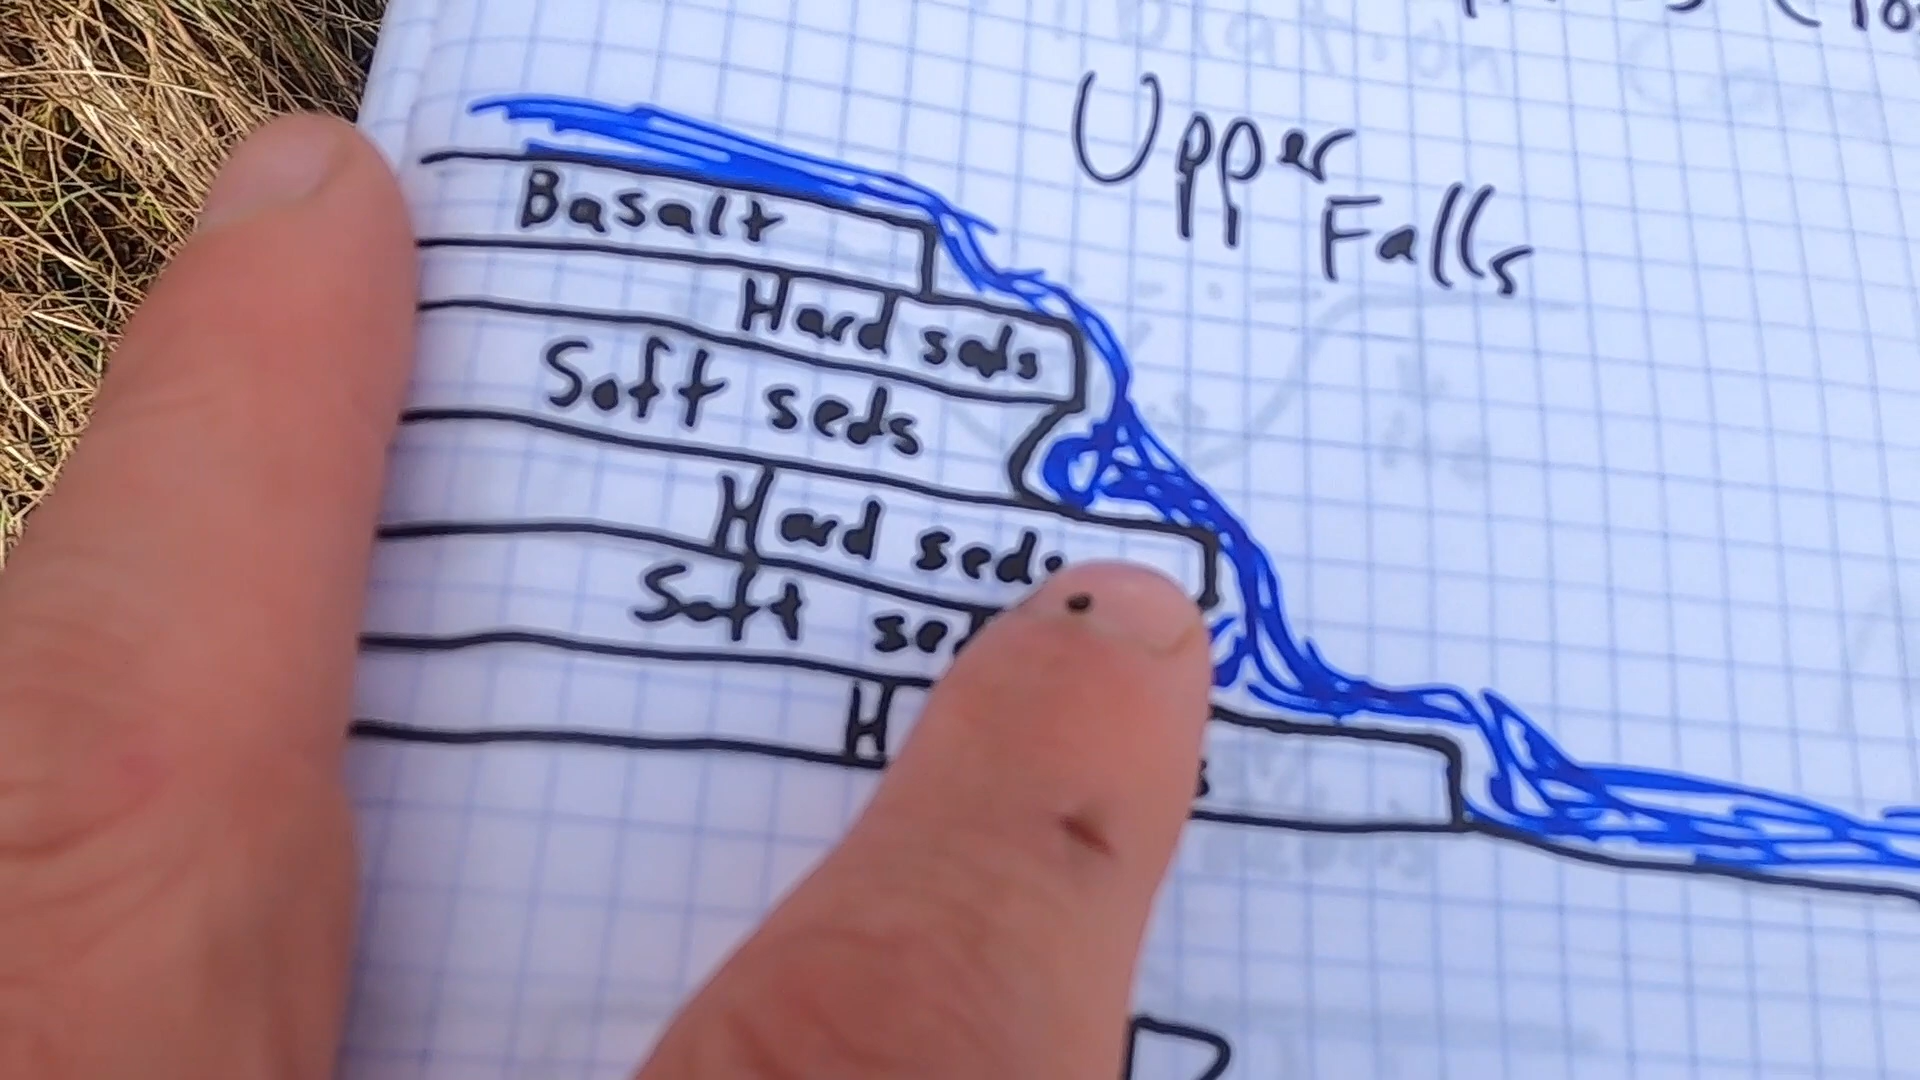 Upper
Falls
Basalt
Hard seds
Soft seds
Hard seds
Soft
H